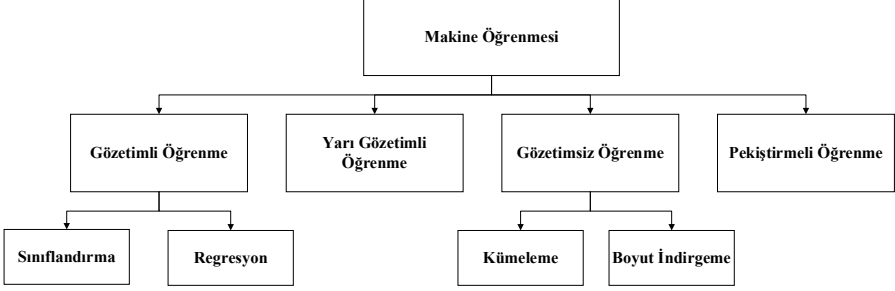 Makine Öğrenmesi
Gözetimli Öğrenme
Yarı Gözetimli
Öğrenme
Gözetimsiz Öğrenme
Pekiştirmeli Öğrenme
Sınıflandırma
Regresyon
Kümeleme
Boyut İndirgeme